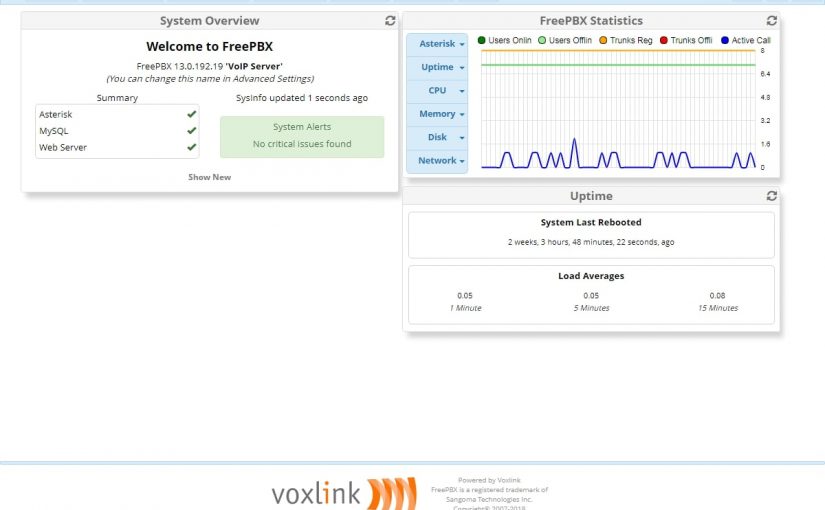 System Overview
Welcome to FreePBX
FreePBX 13.0.192.19 'VoIP Server'
(You can change this name in Advanced Settings)
Summary
SysInfo updated 1 seconds ago
Asterisk
MySQL
Web Server
System Alerts
No critical issues found
Show New
FreePBX Statistics
Asterisk
Uptime
CPU
Memory
Disk
Network
Users Onlin
Users Offlin
Trunks Reg
Trunks Offli
Active Call
8
6.4
4.8
3.2
1.6
0
Uptime
System Last Rebooted
2 weeks, 3 hours, 48 minutes, 22 seconds, ago
Load Averages
0.05
1 Minute
0.05
5 Minutes
0.08
15 Minutes
voxlink
Powered by Voxlink
FreePBX is a registered trademark of
Sangoma Technologies Inc.